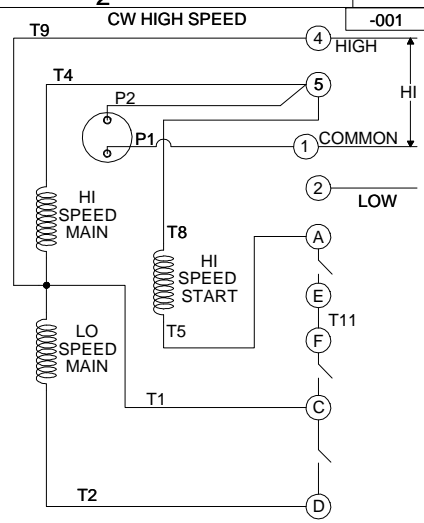 2
CW HIGH SPEED
-001
T9
4
HIGH
T4
5
P2
HI
P1
1
COMMON
2
LOW
HI
SPEED
MAIN
T8
A
HI
SPEED
START
E
T11
T5
F
LO
SPEED
MAIN
T1
C
T2
D